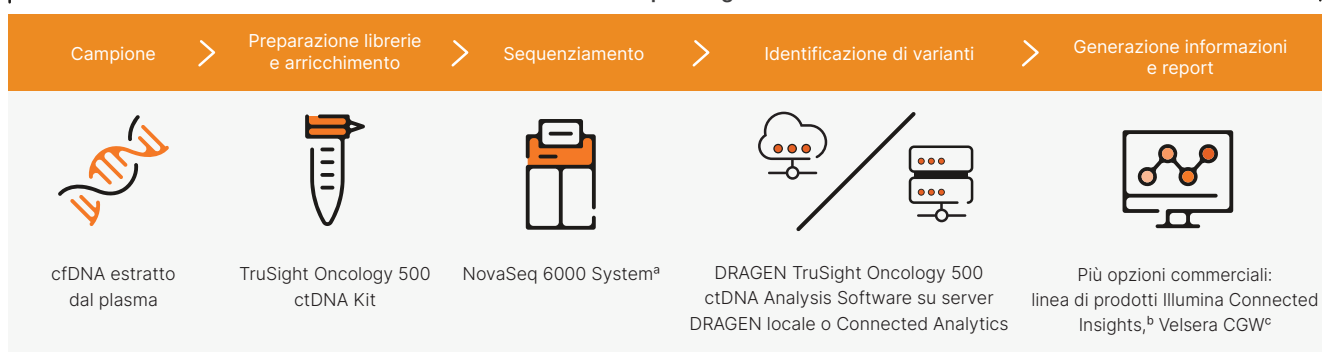 Campione
Preparazione librerie
e arricchimento
Sequenziamento
Identificazione di varianti
Generazione informazioni
e report
cfDNA estratto
dal plasma
TruSight Oncology 500
ctDNA Kit
NovaSeq 6000 Systemᵃ
DRAGEN TruSight Oncology 500
ctDNA Analysis Software su server
DRAGEN locale o Connected Analytics
Più opzioni commerciali:
linea di prodotti Illumina Connected
Insights,ᵇ Velsera CGWᶜ